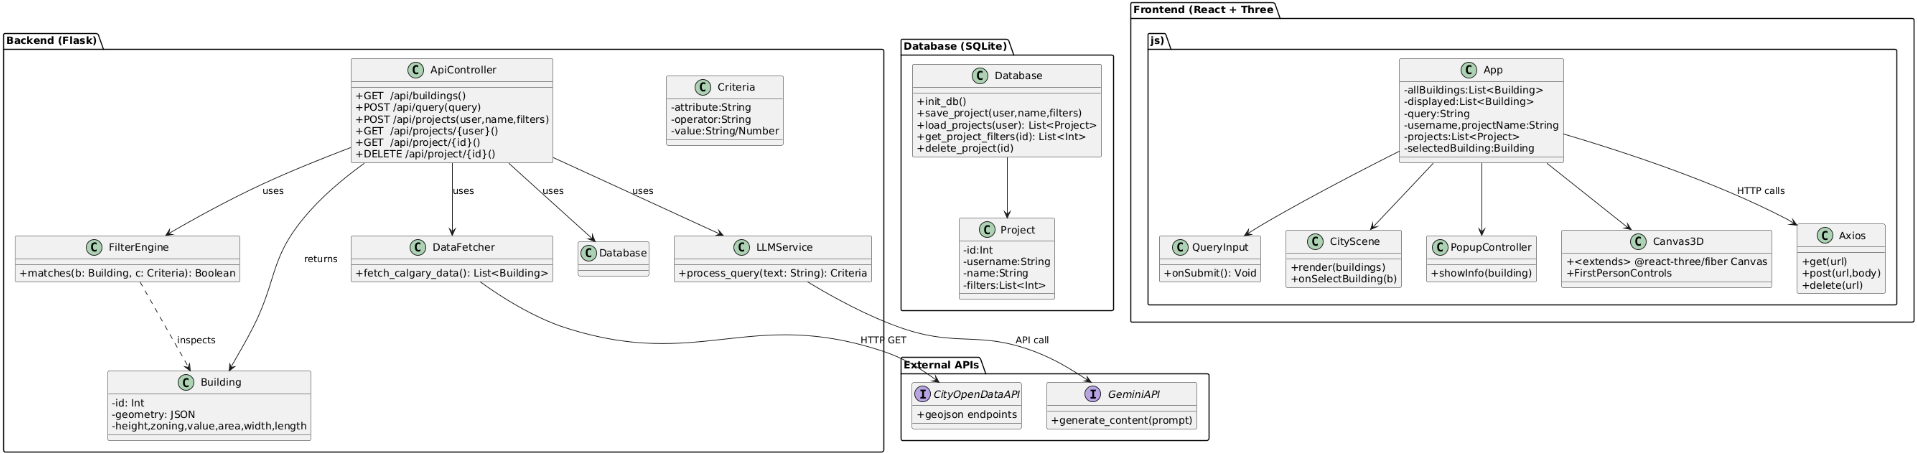 Backend (Flask)
C ApiController
+GET  /api/buildings()
+POST /api/query(query)
+POST /api/projects(user,name,filters)
+GET  /api/projects/{user}()
+GET  /api/project/{id}()
+DELETE /api/project/{id}()
C Criteria
-attribute:String
-operator:String
-value:String/Number
uses
uses
uses
uses
returns
C FilterEngine
+matches(b: Building, c: Criteria): Boolean
C DataFetcher
+fetch_calgary_data(): List<Building>
C Database
C LLMService
+process_query(text: String): Criteria
inspects
C Building
-id: Int
-geometry: JSON
-height,zoning,value,area,width,length
Database (SQLite)
C Database
+init_db()
+save_project(user,name,filters)
+load_projects(user): List<Project>
+get_project_filters(id): List<Int>
+delete_project(id)
C Project
-id:Int
-username:String
-name:String
-filters:List<Int>
HTTP GET
API call
External APIs
I CityOpenDataAPI
+geojson endpoints
I GeminiAPI
+generate_content(prompt)
Frontend (React + Three
js)
C App
-allBuildings:List<Building>
-displayed:List<Building>
-query:String
-username,projectName:String
-projects:List<Project>
-selectedBuilding:Building
HTTP calls
C QueryInput
+onSubmit(): Void
C CityScene
+render(buildings)
+onSelectBuilding(b)
C PopupController
+showInfo(building)
C Canvas3D
+<extends> @react-three/fiber Canvas
+FirstPersonControls
C Axios
+get(url)
+post(url,body)
+delete(url)